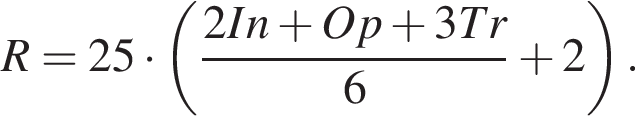 R = 25 · ( (2In + Op + 3Tr) / 6 + 2 ) .